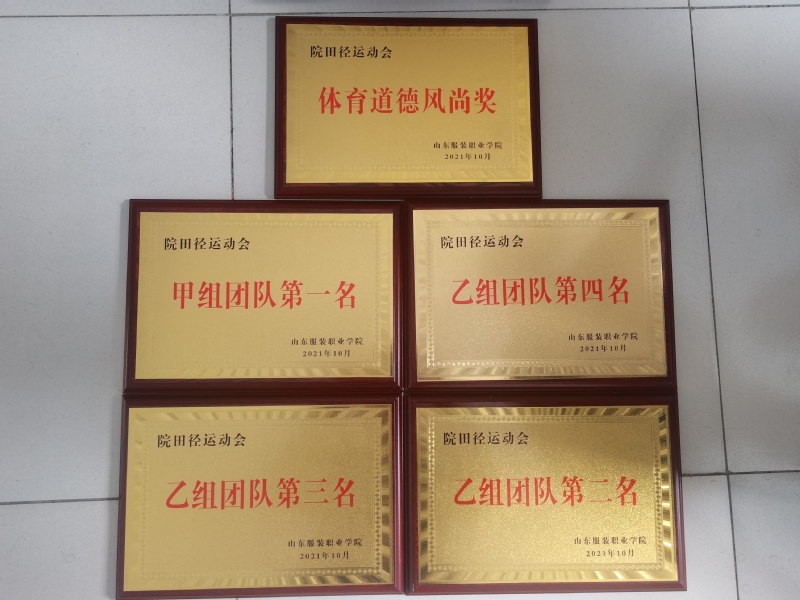 院田径运动会
体育道德风尚奖
山东服装职业学院
2021年10月
院田径运动会
甲组团队第一名
山东服装职业学院
2021年10月
院田径运动会
乙组团队第四名
山东服装职业学院
2021年10月
院田径运动会
乙组团队第三名
山东服装职业学院
2021年10月
院田径运动会
乙组团队第二名
山东服装职业学院
2021年10月